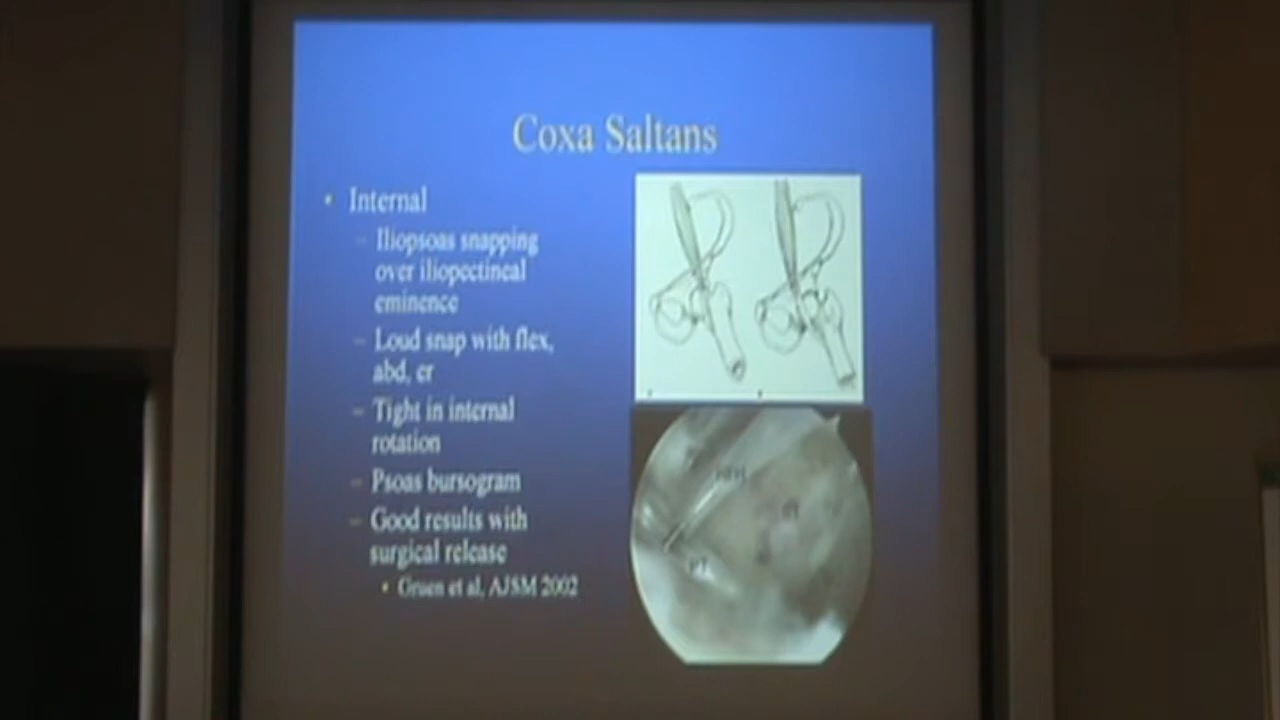 Coxa Saltans
• Internal
– Iliopsoas snapping
over iliopectineal
eminence
– Loud snap with flex,
abd, er
– Tight in internal
rotation
– Psoas bursogram
– Good results with
surgical release
• Gruen et al, AJSM 2002